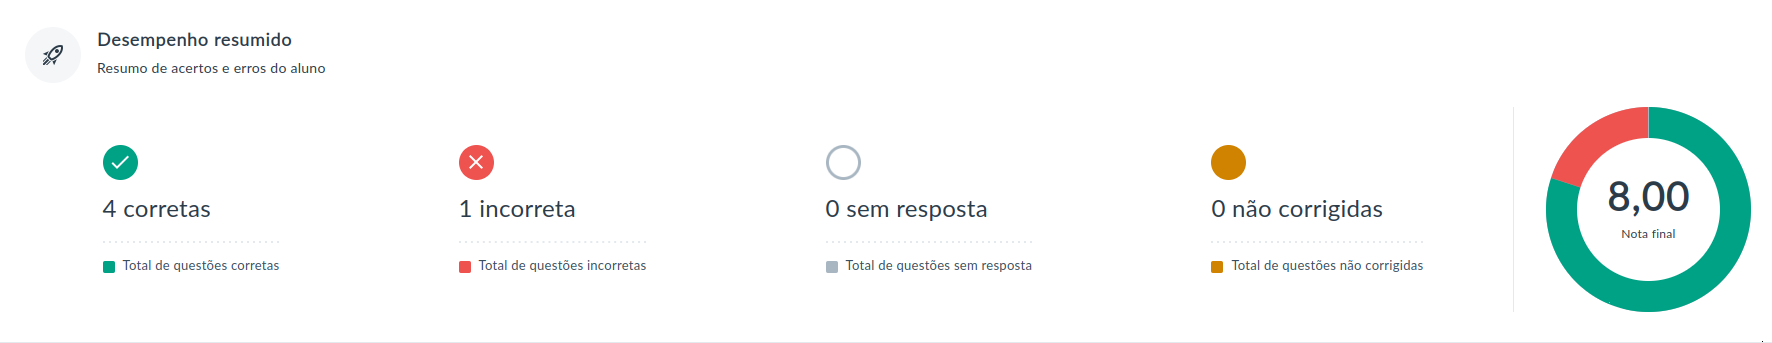 Desempenho resumido
Resumo de acertos e erros do aluno
4 corretas
Total de questões corretas
1 incorreta
Total de questões incorretas
0 sem resposta
Total de questões sem resposta
0 não corrigidas
Total de questões não corrigidas
8,00
Nota final